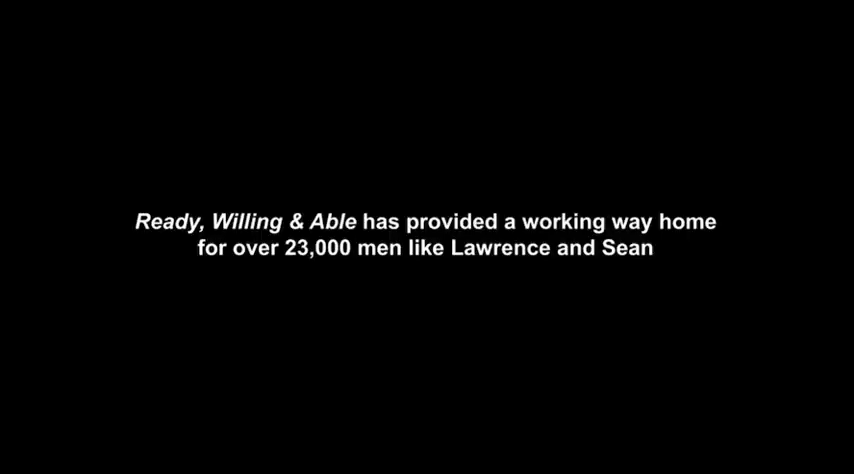 Ready, Willing & Able has provided a working way home
for over 23,000 men like Lawrence and Sean